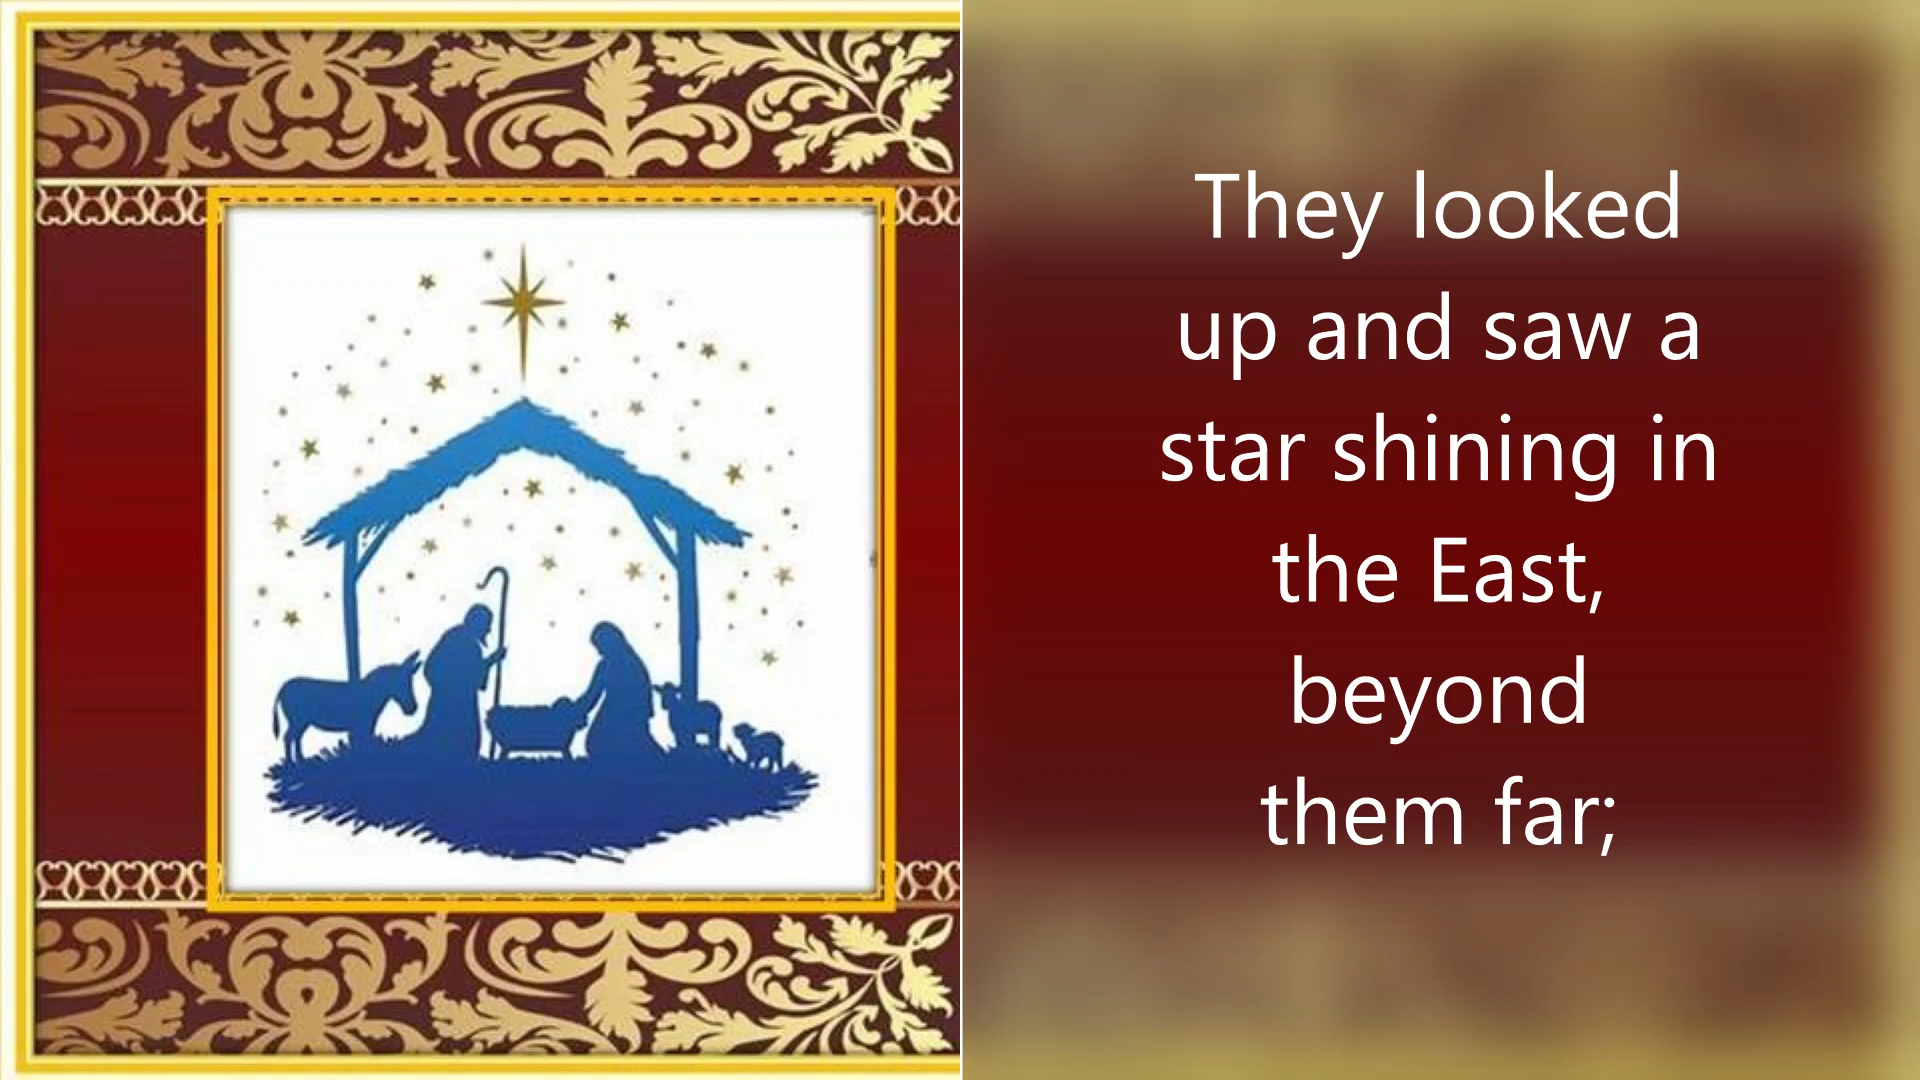 They looked
up and saw a
star shining in
the East,
beyond
them far;